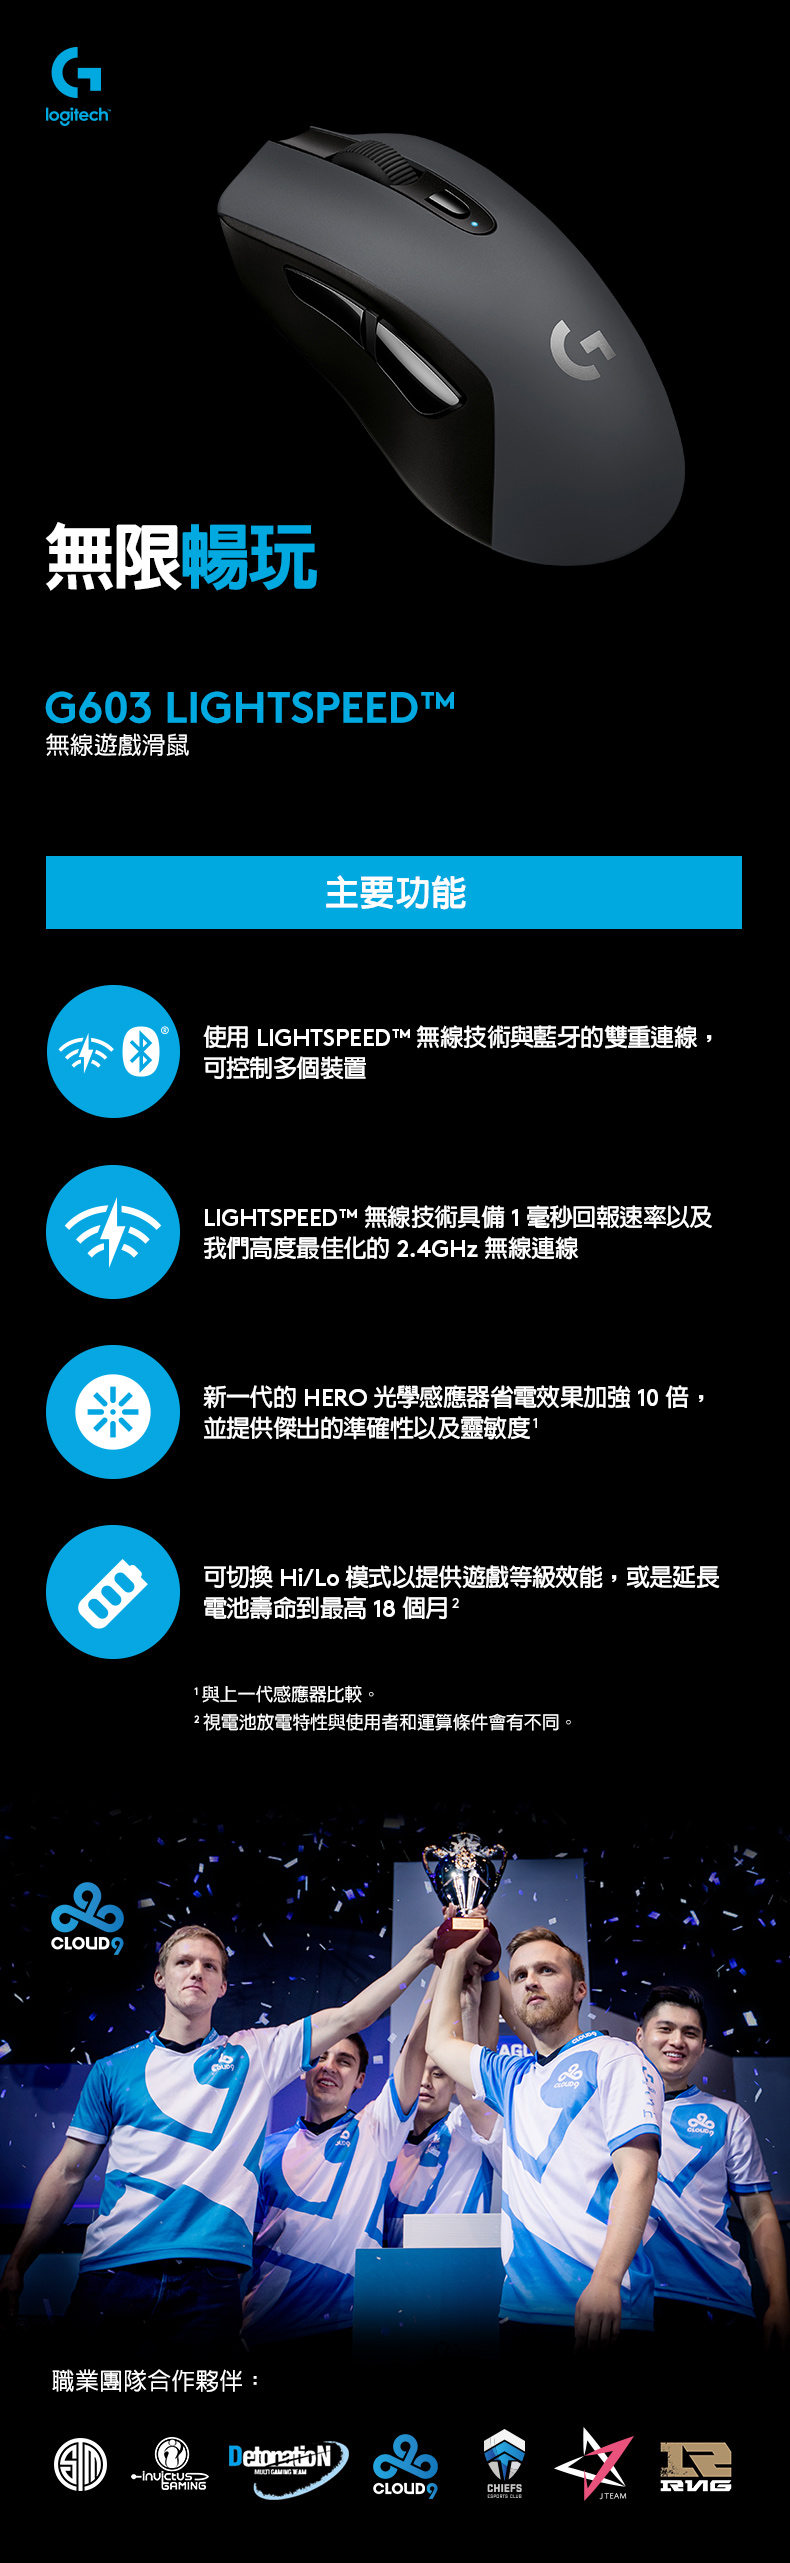 logitech
無限暢玩
G603 LIGHTSPEED™
無線遊戲滑鼠
主要功能
®
使用 LIGHTSPEED™ 無線技術與藍牙的雙重連線，
可控制多個裝置
LIGHTSPEED™ 無線技術具備 1 毫秒回報速率以及
我們高度最佳化的 2.4GHz 無線連線
新一代的 HERO 光學感應器省電效果加強 10 倍，
並提供傑出的準確性以及靈敏度¹
可切換 Hi/Lo 模式以提供遊戲等級效能，或是延長
電池壽命到最高 18 個月²
¹ 與上一代感應器比較。
² 視電池放電特性與使用者和運算條件會有不同。
CLOUD9
CLOUD9
CLOUD9
CLOUD9
CLOUD9
CLOUD9
CLOUD9
職業團隊合作夥伴：
TSM
invictus
GAMING
DetonatioN
MULTI GAMING TEAM
CLOUD9
CHIEFS
ESPORTS CLUB
JTEAM
RNG